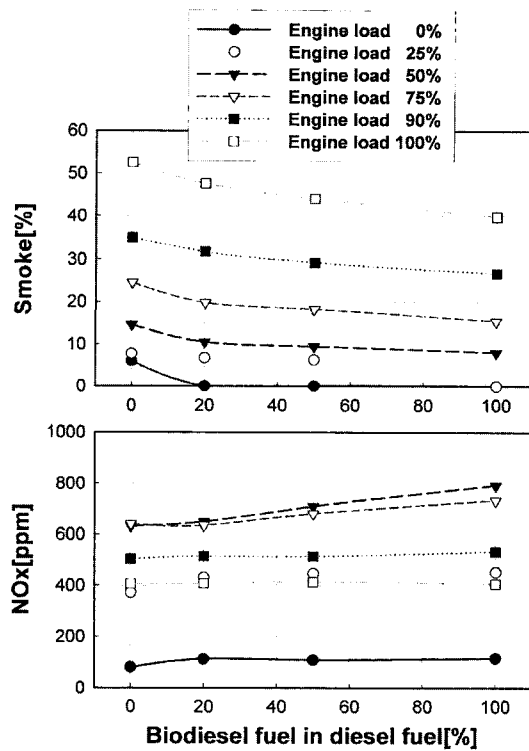 Engine load 0%
Engine load 25%
Engine load 50%
Engine load 75%
Engine load 90%
Engine load 100%
60
50
40
30
20
10
0
Smoke[%]
0 20 40 60 80 100
1000
800
600
400
200
0
NOx[ppm]
0 20 40 60 80 100
Biodiesel fuel in diesel fuel[%]